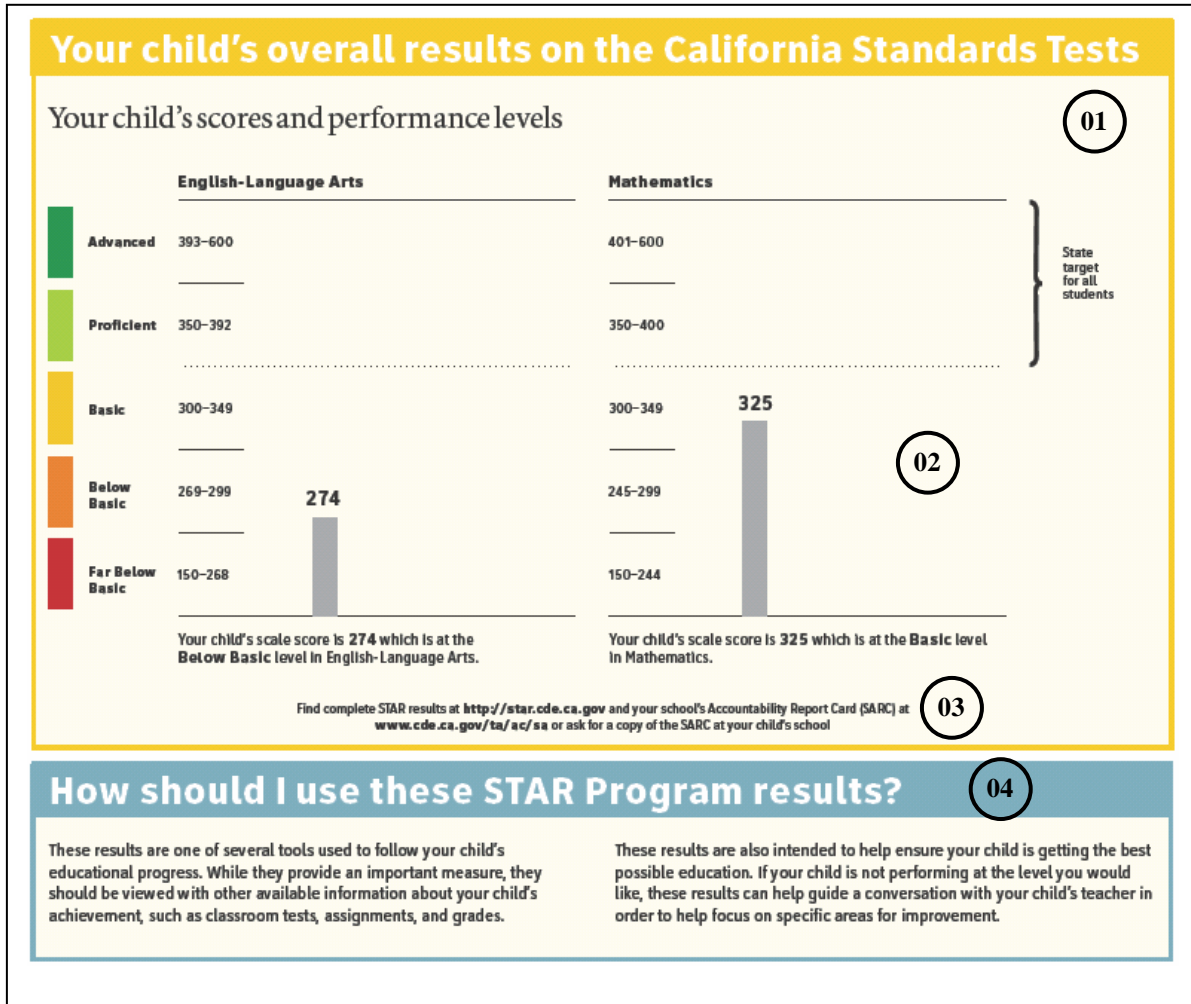 Your child's overall results on the California Standards Tests
Your child's scores and performance levels
01
English-Language Arts
Mathematics
Advanced 393–600
401–600
State
target
for all
students
Proficient 350–392
350–400
Basic 300–349
300–349
325
02
Below
Basic
269–299
274
245–299
Far Below
Basic
150–268
150–244
Your child's scale score is 274 which is at the
Below Basic level in English-Language Arts.
Your child's scale score is 325 which is at the Basic level
in Mathematics.
Find complete STAR results at http://star.cde.ca.gov and your school's Accountability Report Card (SARC) at
www.cde.ca.gov/ta/ac/sa or ask for a copy of the SARC at your child's school
03
How should I use these STAR Program results?
04
These results are one of several tools used to follow your child's
educational progress. While they provide an important measure, they
should be viewed with other available information about your child's
achievement, such as classroom tests, assignments, and grades.
These results are also intended to help ensure your child is getting the best
possible education. If your child is not performing at the level you would
like, these results can help guide a conversation with your child's teacher in
order to help focus on specific areas for improvement.